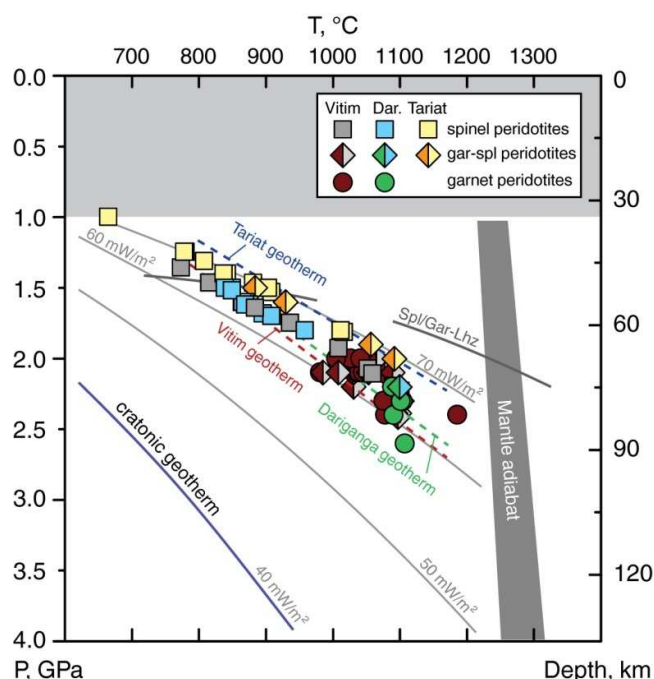 T, °C
700 800 900 1000 1100 1200 1300
0.0 0
Vitim Dar. Tariat
spinel peridotites
gar-spl peridotites
garnet peridotites
30
1.0
60 mW/m²
Tariat geotherm
1.5
Spl/Gar-Lhz
60
Vitim geotherm
2.0
70 mW/m²
Dariganga geotherm
cratonic geotherm
2.5
90
Mantle adiabat
3.0
50 mW/m²
40 mW/m²
3.5
120
4.0
P, GPa Depth, km